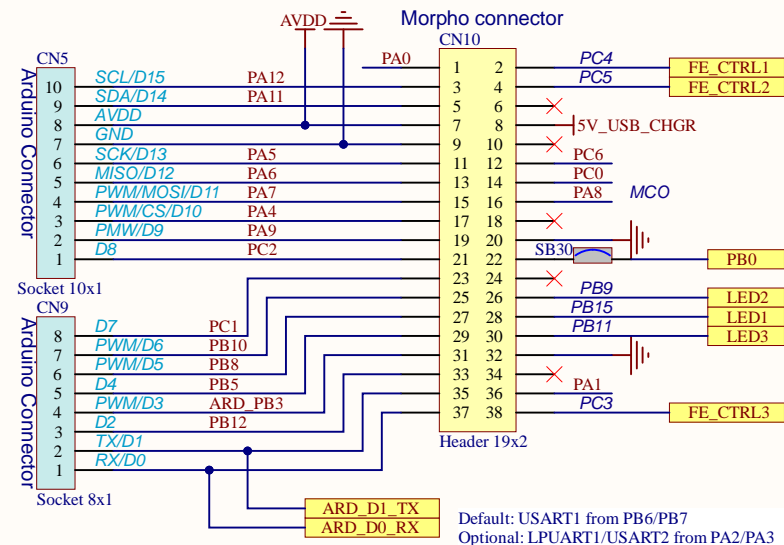 AVDD
Morpho connector
CN5
CN10
Arduino Connector
10 SCL/D15 PA12
9 SDA/D14 PA11
8 AVDD
7 GND
6 SCK/D13 PA5
5 MISO/D12 PA6
4 PWM/MOSI/D11 PA7
3 PWM/CS/D10 PA4
2 PMW/D9 PA9
1 D8 PC2
Socket 10x1
CN9
Arduino Connector
8 D7 PC1
7 PWM/D6 PB10
6 PWM/D5 PB8
5 D4 PB5
4 PWM/D3 ARD_PB3
3 D2 PB12
2 TX/D1
1 RX/D0
Socket 8x1
PA0 1 2 PC4 FE_CTRL1
3 4 PC5 FE_CTRL2
5 6
7 8 5V_USB_CHGR
9 10
11 12 PC6
13 14 PC0
15 16 PA8 MCO
17 18
19 20
21 22 SB30 PB0
23 24
25 26 PB9 LED2
27 28 PB15 LED1
29 30 PB11 LED3
31 32
33 34
35 36 PA1
37 38 PC3 FE_CTRL3
Header 19x2
ARD_D1_TX
ARD_D0_RX
Default: USART1 from PB6/PB7
Optional: LPUART1/USART2 from PA2/PA3